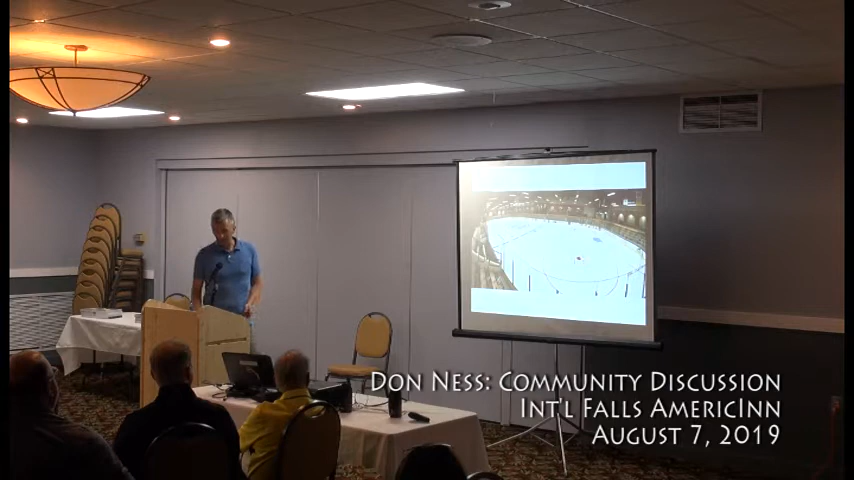 Don Ness: Community Discussion
Int'l Falls AmericInn
August 7, 2019